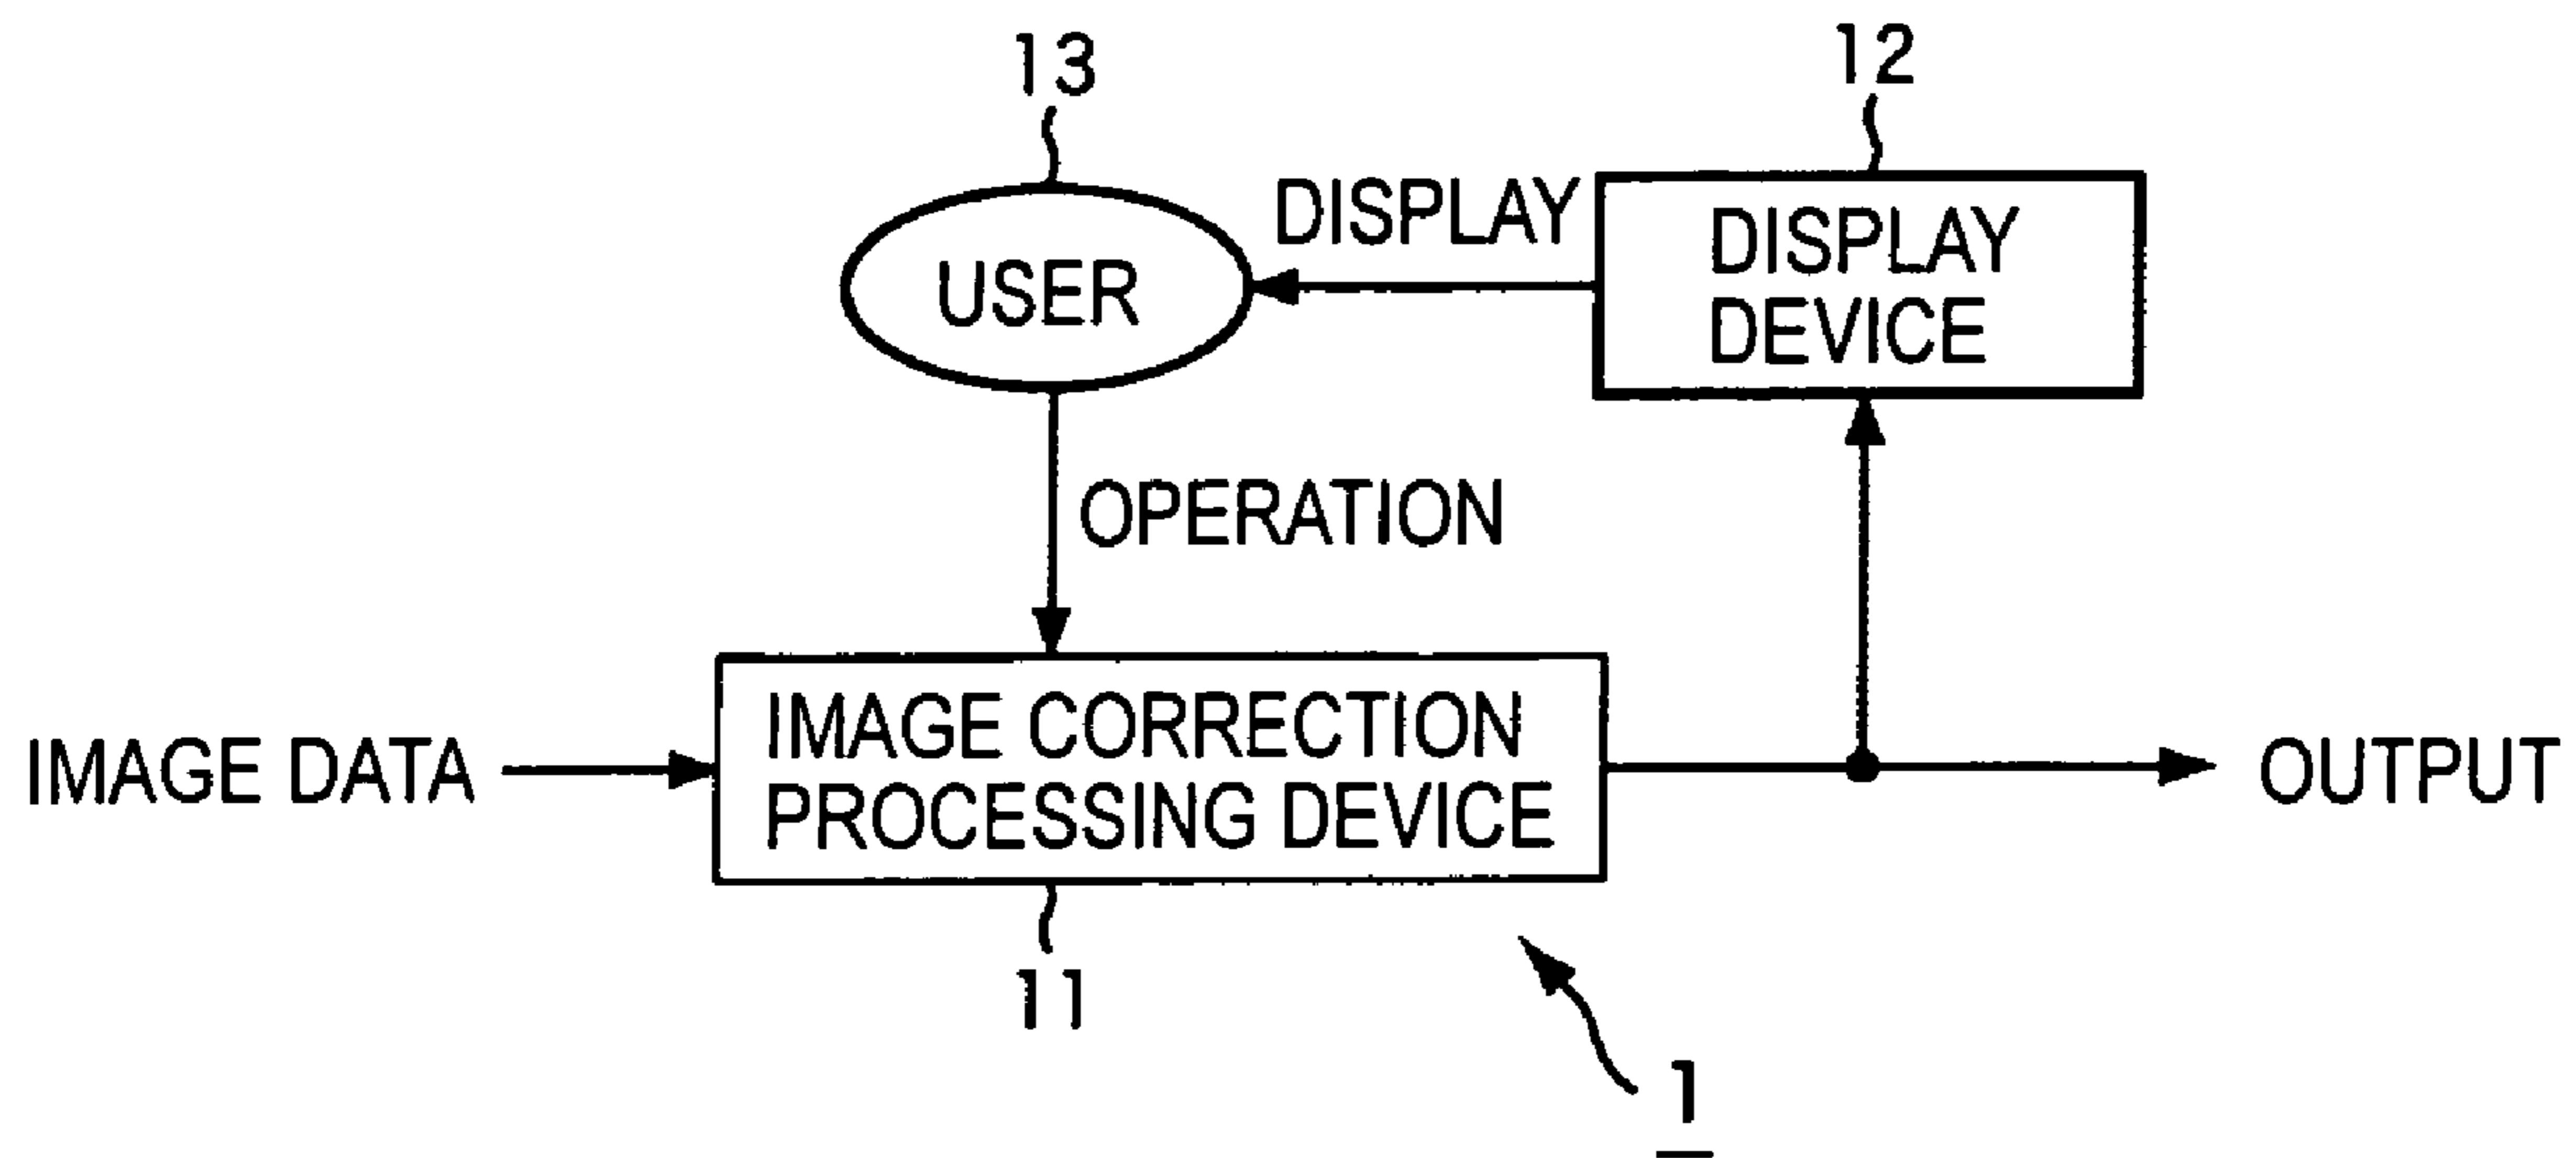 13
12
USER
DISPLAY
DISPLAY
DEVICE
OPERATION
IMAGE DATA
IMAGE CORRECTION
PROCESSING DEVICE
OUTPUT
11
1